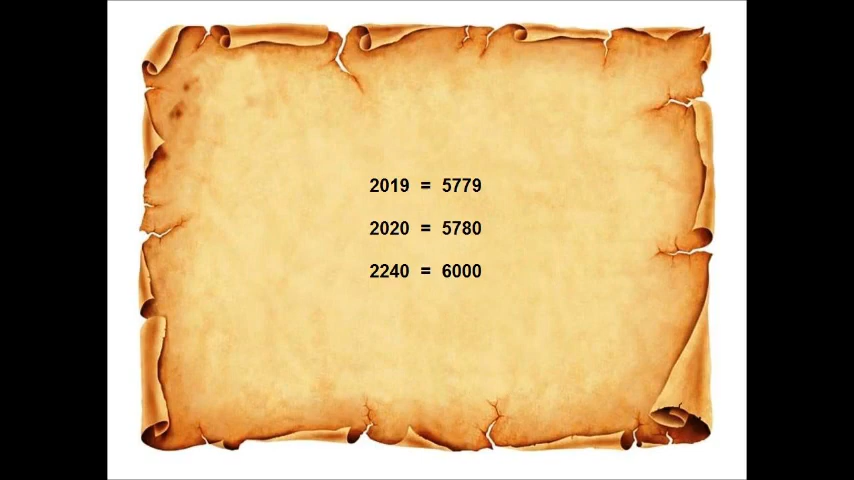 2019 = 5779
2020 = 5780
2240 = 6000